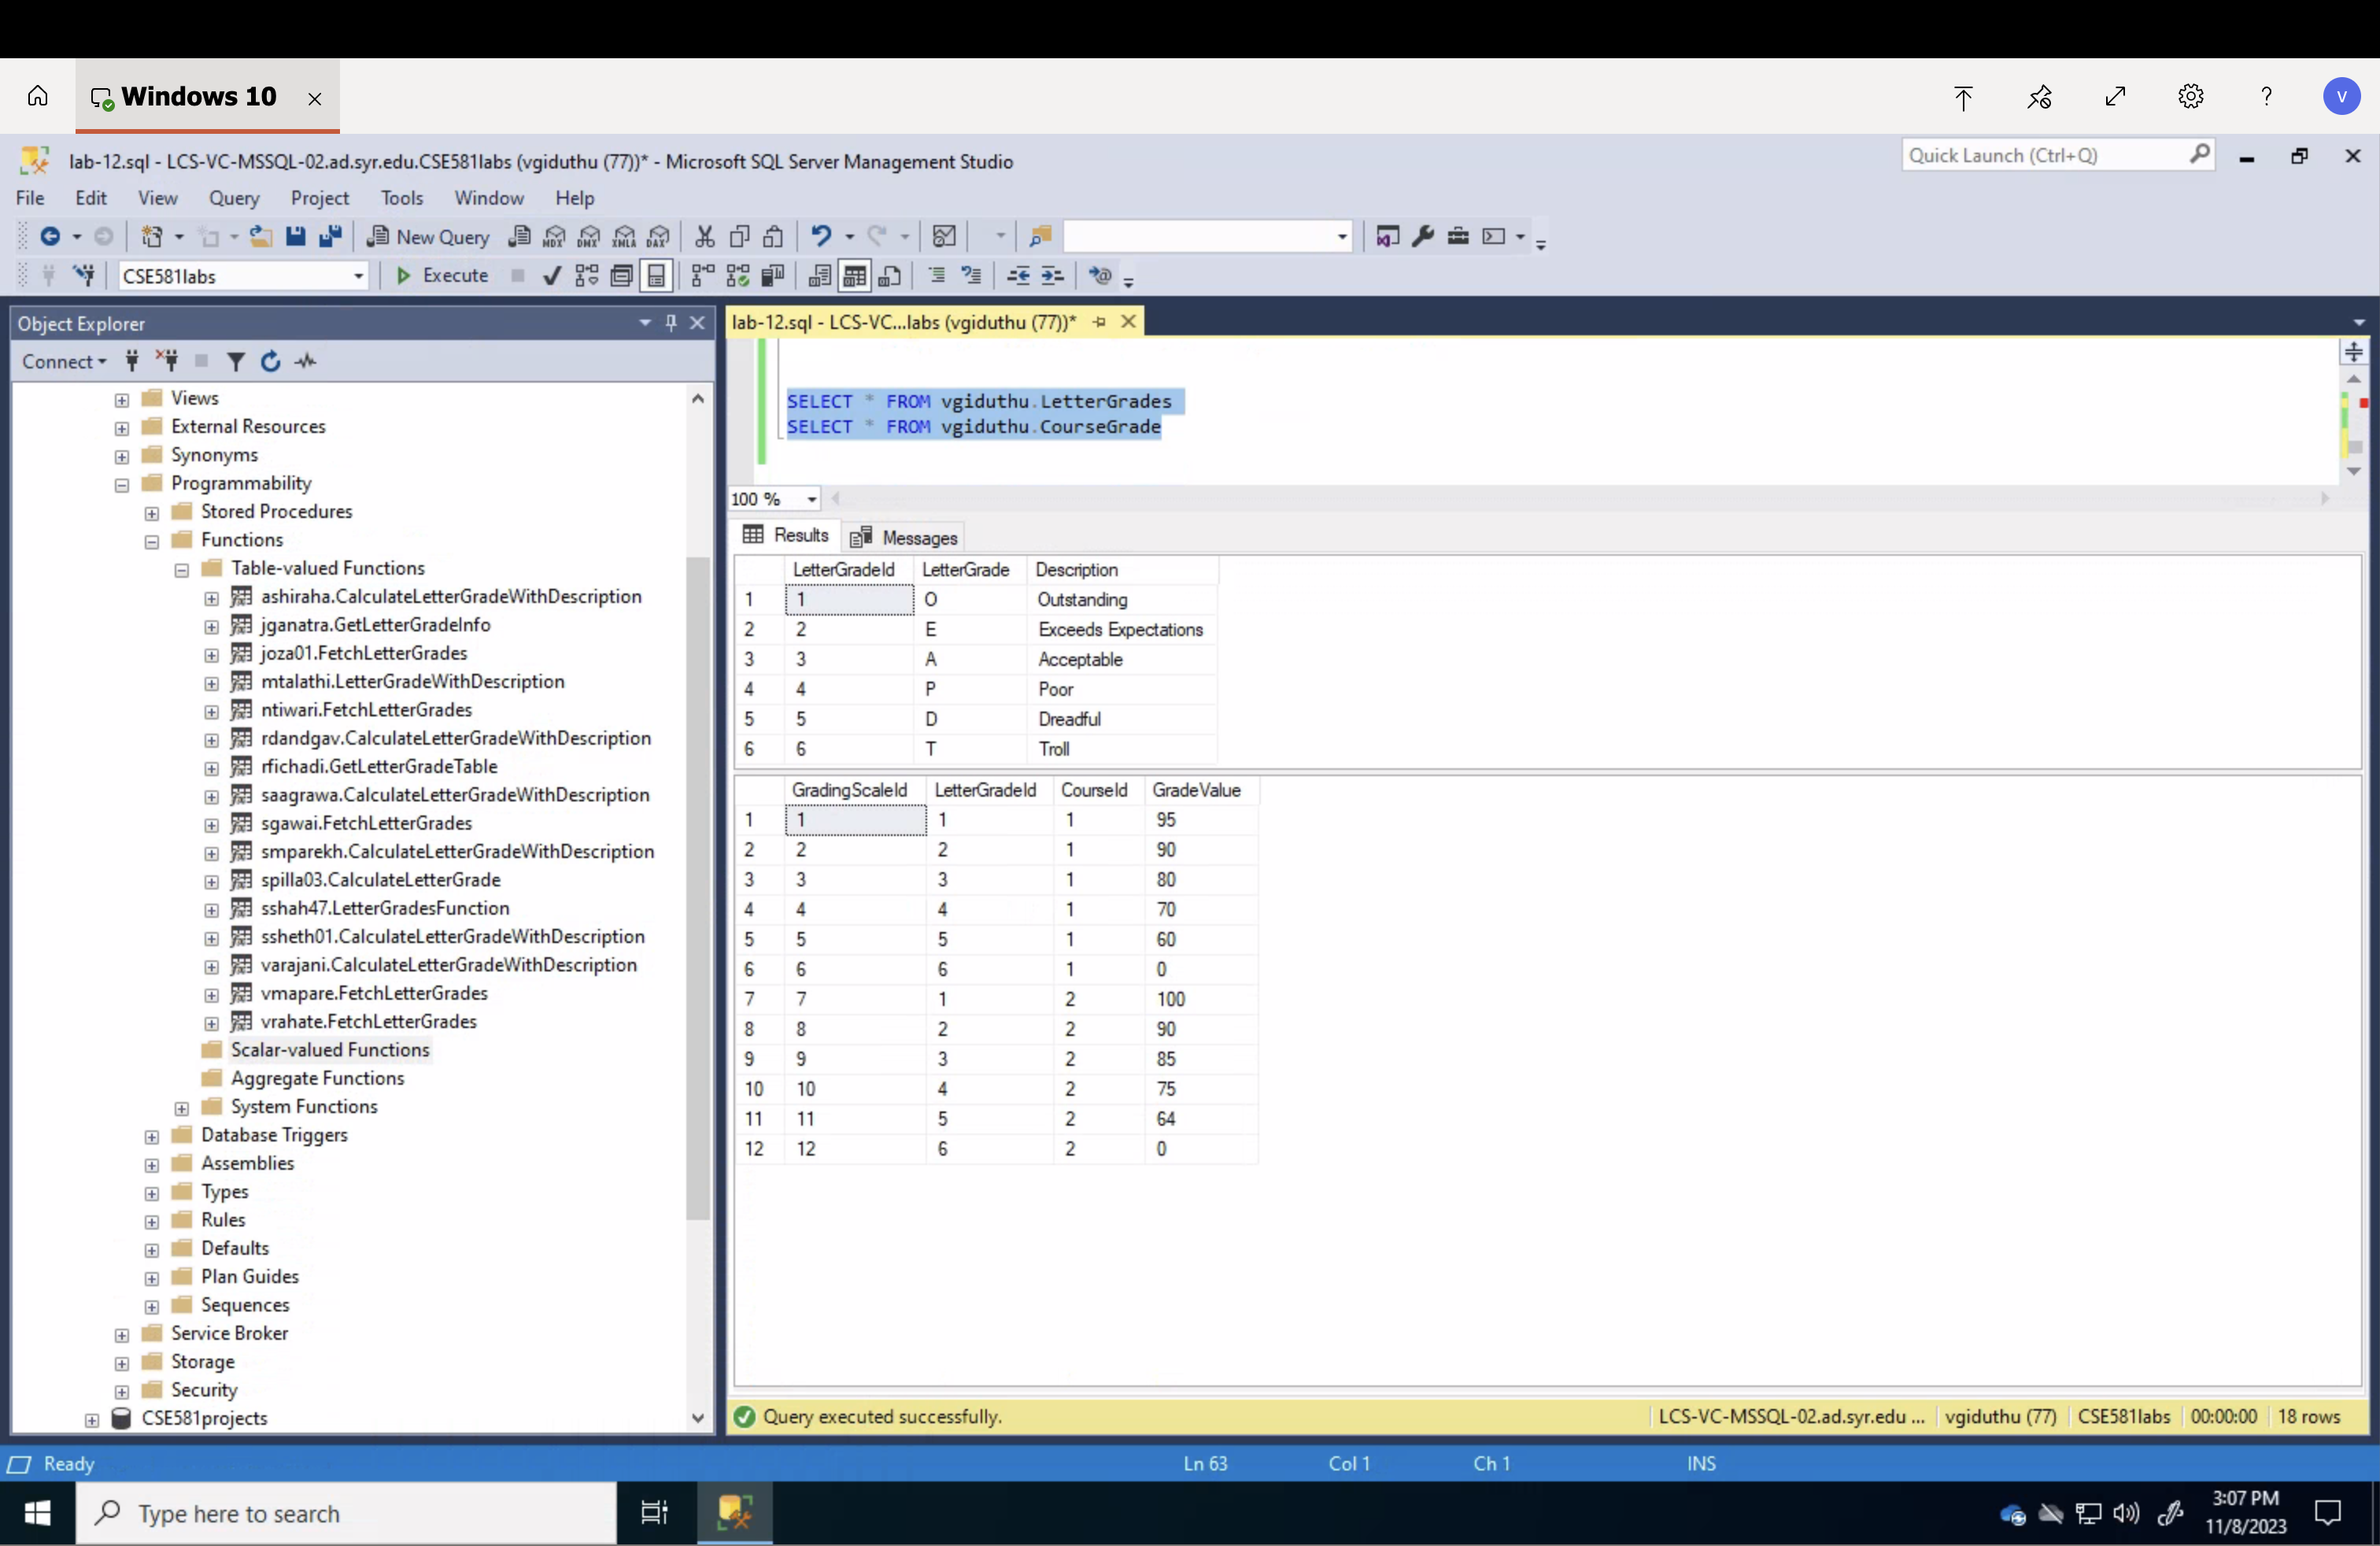 Windows 10
V
lab-12.sql - LCS-VC-MSSQL-02.ad.syr.edu.CSE581labs (vgiduthu (77))* - Microsoft SQL Server Management Studio
Quick Launch (Ctrl+Q)
File Edit View Query Project Tools Window Help
New Query MDX DMX XMLA DAX
CSE581labs Execute
Object Explorer
Connect
Views
External Resources
Synonyms
Programmability
Stored Procedures
Functions
Table-valued Functions
ashiraha.CalculateLetterGradeWithDescription
jganatra.GetLetterGradeInfo
joza01.FetchLetterGrades
mtalathi.LetterGradeWithDescription
ntiwari.FetchLetterGrades
rdandgav.CalculateLetterGradeWithDescription
rfichadi.GetLetterGradeTable
saagrawa.CalculateLetterGradeWithDescription
sgawai.FetchLetterGrades
smparekh.CalculateLetterGradeWithDescription
spilla03.CalculateLetterGrade
sshah47.LetterGradesFunction
ssheth01.CalculateLetterGradeWithDescription
varajani.CalculateLetterGradeWithDescription
vmapare.FetchLetterGrades
vrahate.FetchLetterGrades
Scalar-valued Functions
Aggregate Functions
System Functions
Database Triggers
Assemblies
Types
Rules
Defaults
Plan Guides
Sequences
Service Broker
Storage
Security
CSE581projects
lab-12.sql - LCS-VC...labs (vgiduthu (77))*
SELECT * FROM vgiduthu.LetterGrades
SELECT * FROM vgiduthu.CourseGrade
100 %
Results Messages
LetterGradeId LetterGrade Description
1 1 O Outstanding
2 2 E Exceeds Expectations
3 3 A Acceptable
4 4 P Poor
5 5 D Dreadful
6 6 T Troll
GradingScaleId LetterGradeId CourseId GradeValue
1 1 1 1 95
2 2 2 1 90
3 3 3 1 80
4 4 4 1 70
5 5 5 1 60
6 6 6 1 0
7 7 1 2 100
8 8 2 2 90
9 9 3 2 85
10 10 4 2 75
11 11 5 2 64
12 12 6 2 0
Query executed successfully. LCS-VC-MSSQL-02.ad.syr.edu ... vgiduthu (77) CSE581labs 00:00:00 18 rows
Ready Ln 63 Col 1 Ch 1 INS
Type here to search
3:07 PM
11/8/2023